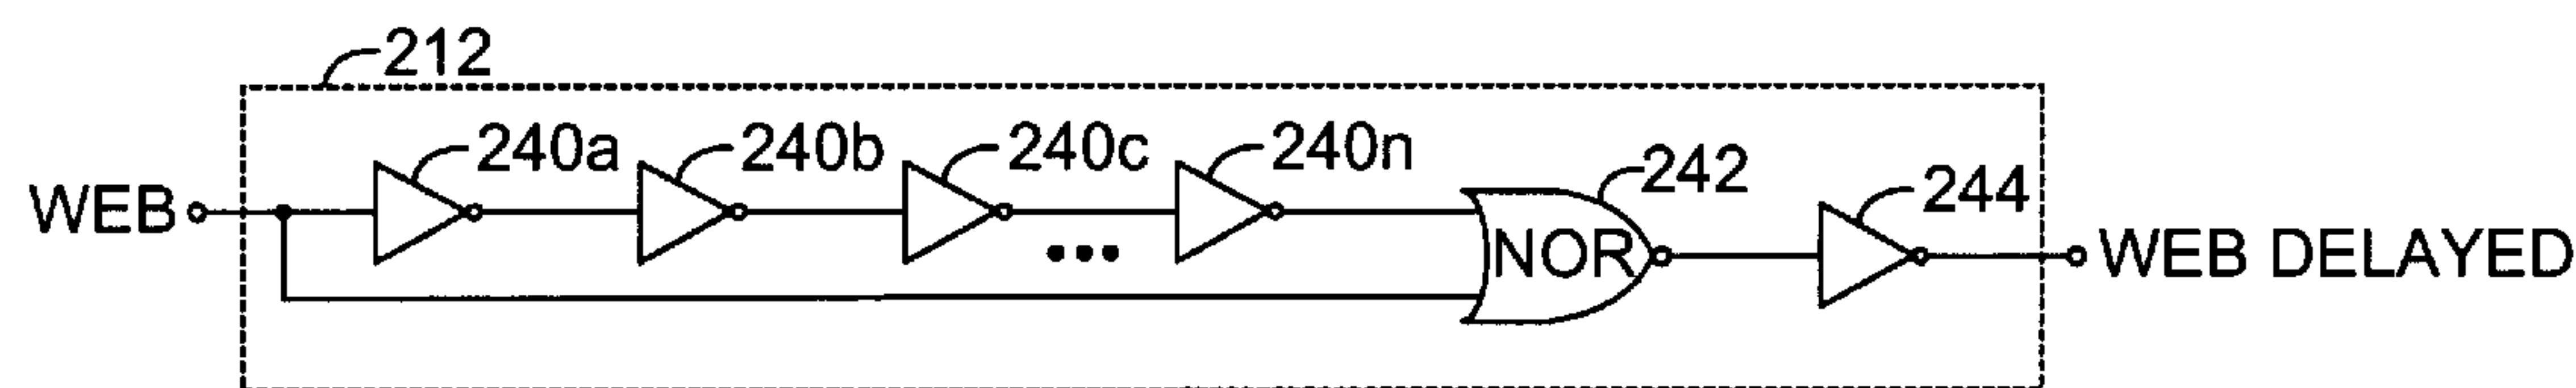 212
240a
240b
240c
240n
242
244
WEB
NOR
WEB DELAYED
...